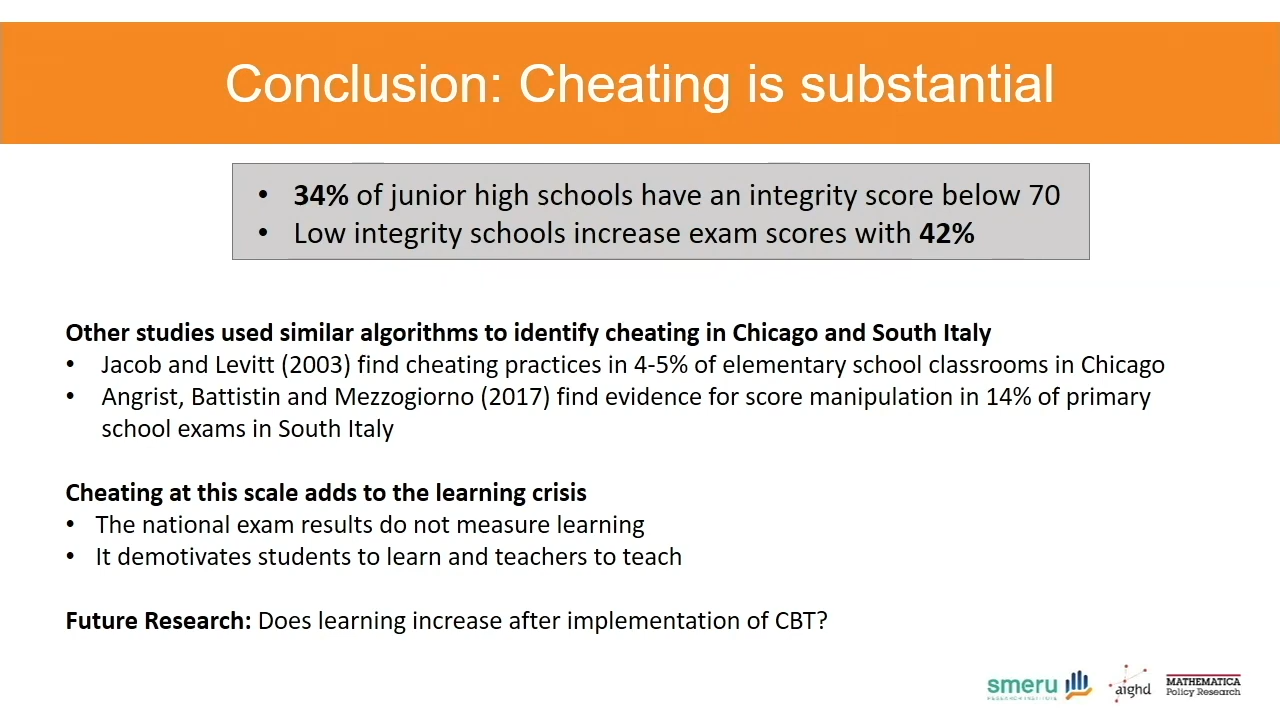 Conclusion: Cheating is substantial
• 34% of junior high schools have an integrity score below 70
• Low integrity schools increase exam scores with 42%
Other studies used similar algorithms to identify cheating in Chicago and South Italy
• Jacob and Levitt (2003) find cheating practices in 4-5% of elementary school classrooms in Chicago
• Angrist, Battistin and Mezzogiorno (2017) find evidence for score manipulation in 14% of primary
school exams in South Italy
Cheating at this scale adds to the learning crisis
• The national exam results do not measure learning
• It demotivates students to learn and teachers to teach
Future Research: Does learning increase after implementation of CBT?
smeru
RESEARCH INSTITUTE
aighd
MATHEMATICA
Policy Research